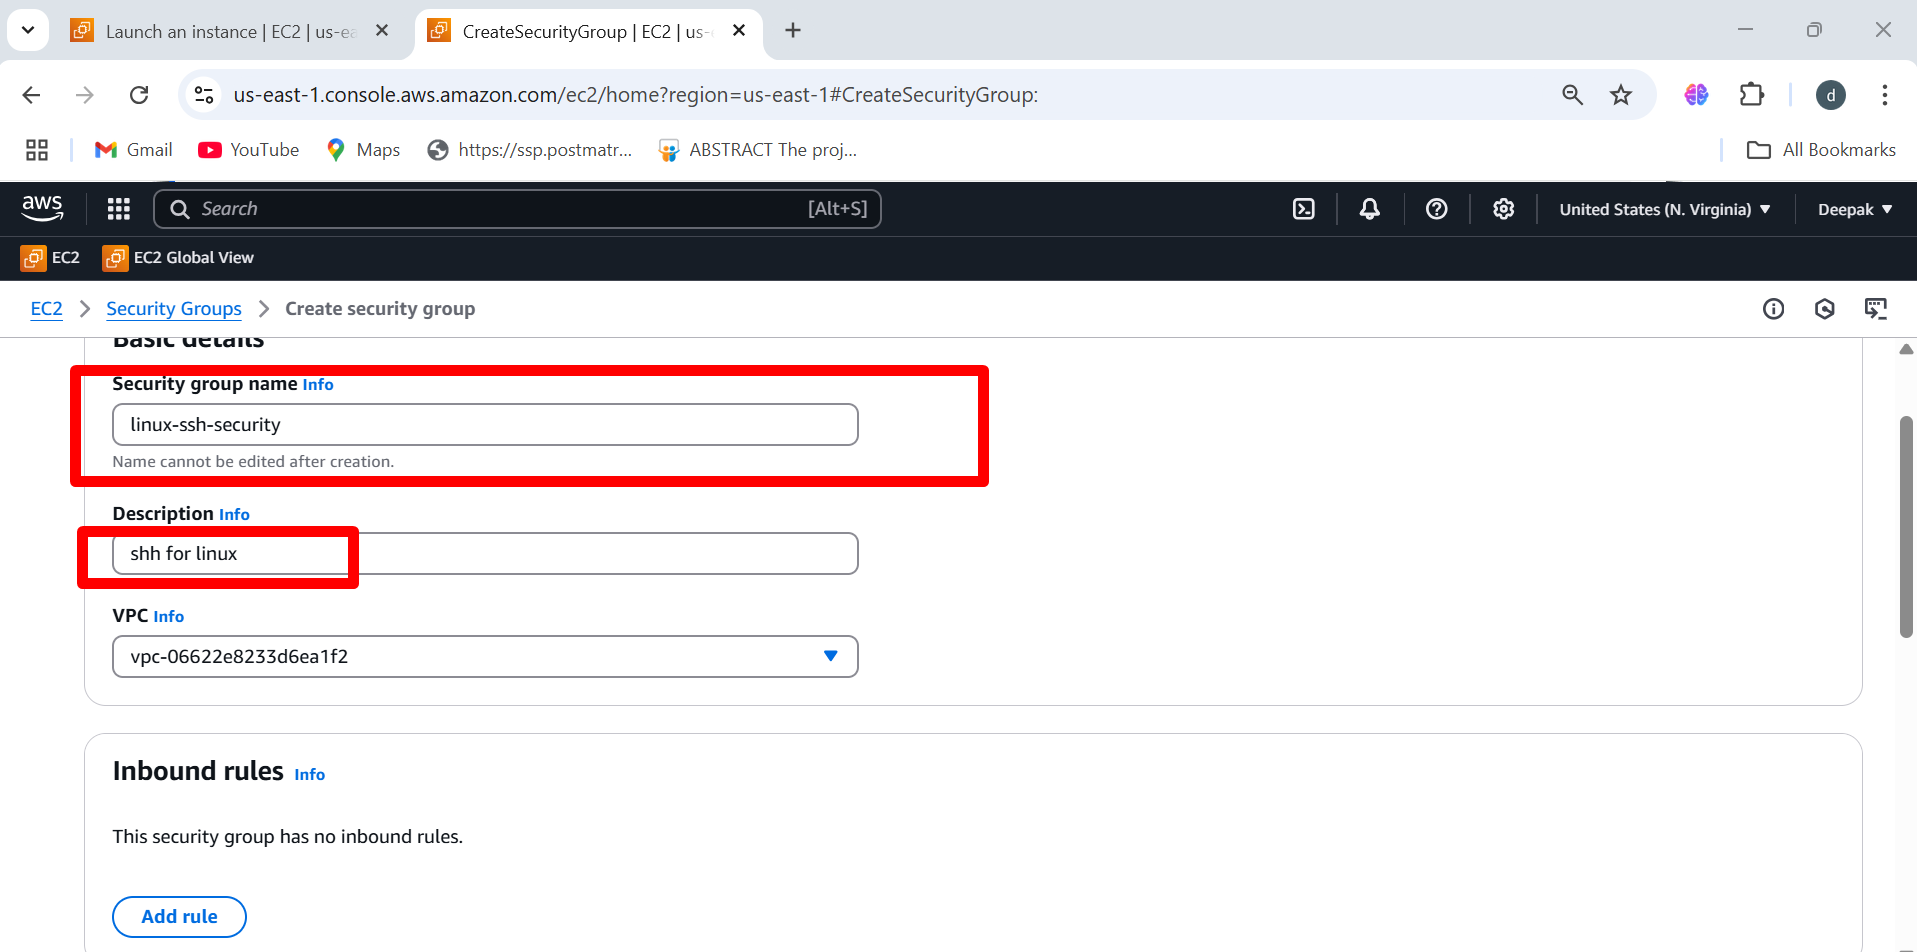 Launch an instance | EC2 | us-ea
CreateSecurityGroup | EC2 | us-
us-east-1.console.aws.amazon.com/ec2/home?region=us-east-1#CreateSecurityGroup:
d
Gmail
YouTube
Maps
https://ssp.postmatr...
ABSTRACT The proj...
All Bookmarks
aws
Search
[Alt+S]
United States (N. Virginia)
Deepak
EC2
EC2 Global View
EC2
Security Groups
Create security group
Basic details
Security group name Info
linux-ssh-security
Name cannot be edited after creation.
Description Info
shh for linux
VPC Info
vpc-06622e8233d6ea1f2
Inbound rules Info
This security group has no inbound rules.
Add rule